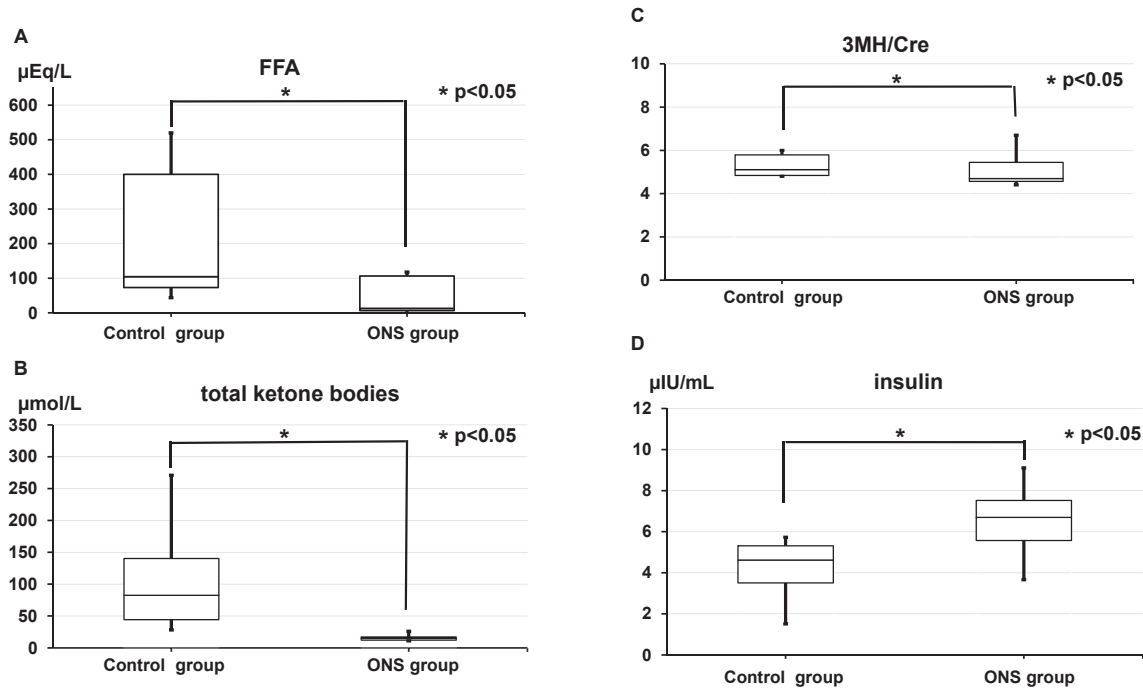 A
FFA
µEq/L
* p<0.05
*
600
500
400
300
200
100
0
Control group
ONS group
B
total ketone bodies
µmol/L
* p<0.05
*
350
300
250
200
150
100
50
0
Control group
ONS group
C
3MH/Cre
10
* p<0.05
*
8
6
4
2
0
Control group
ONS group
D
insulin
µIU/mL
12
* p<0.05
*
10
8
6
4
2
0
Control group
ONS group